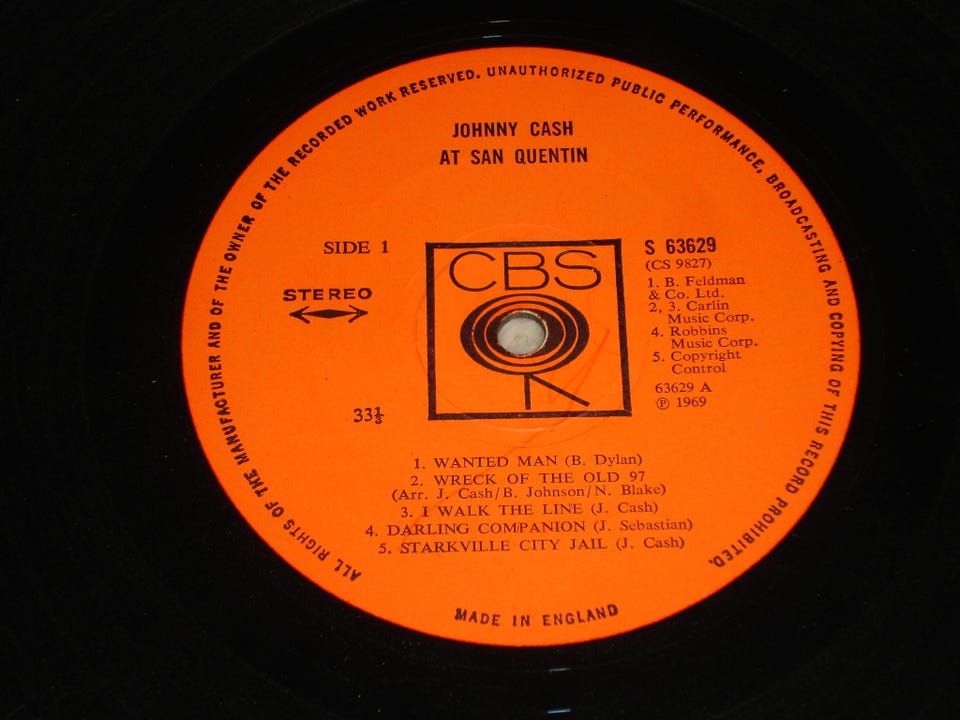 ALL RIGHTS OF THE MANUFACTURER AND OF THE OWNER OF THE RECORDED WORK RESERVED. UNAUTHORIZED PUBLIC PERFORMANCE, BROADCASTING AND COPYING OF THIS RECORD PROHIBITED.
JOHNNY CASH
AT SAN QUENTIN
SIDE 1
STEREO
33⅓
CBS
S 63629
(CS 9827)
1. B. Feldman
& Co. Ltd.
2, 3. Carlin
Music Corp.
4. Robbins
Music Corp.
5. Copyright
Control
63629 A
℗ 1969
1. WANTED MAN (B. Dylan)
2. WRECK OF THE OLD 97
(Arr. J. Cash/B. Johnson/N. Blake)
3. I WALK THE LINE (J. Cash)
4. DARLING COMPANION (J. Sebastian)
5. STARKVILLE CITY JAIL (J. Cash)
MADE IN ENGLAND